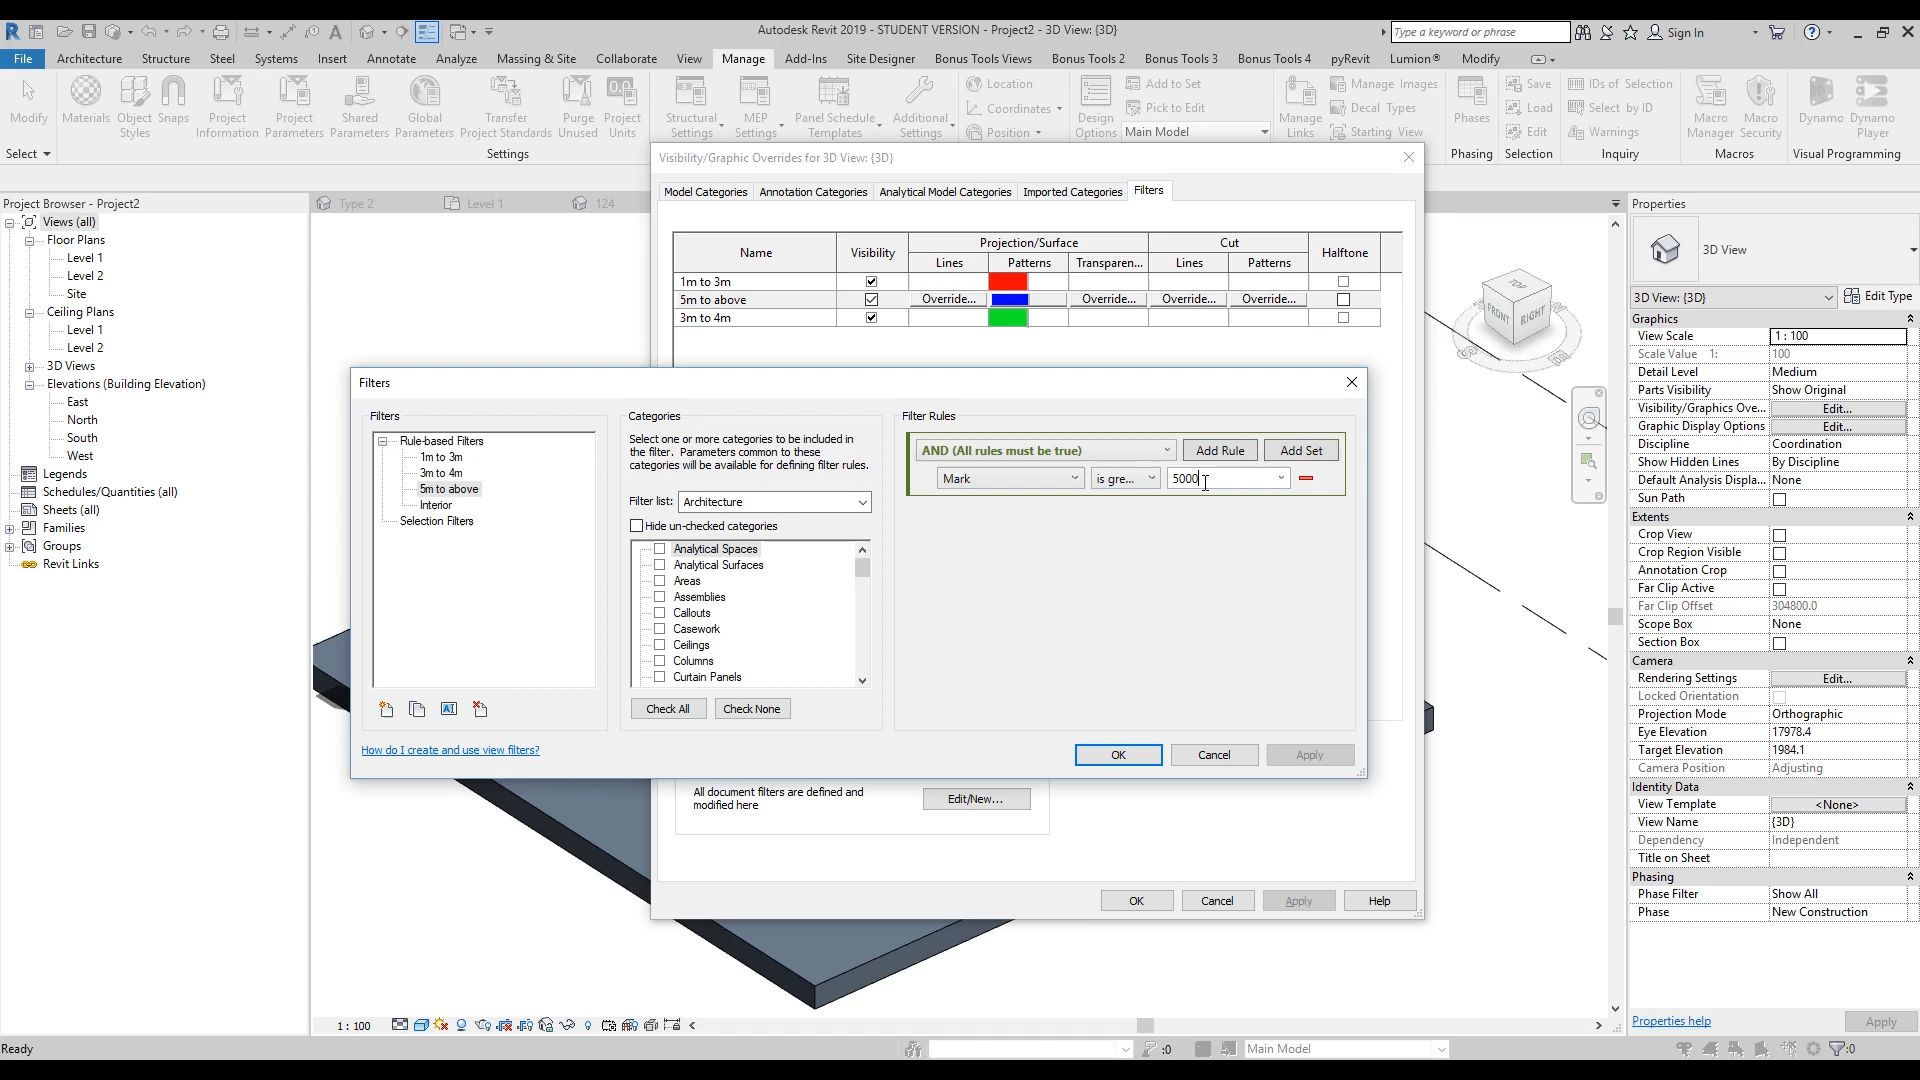 Autodesk Revit 2019 - STUDENT VERSION - Project2 - 3D View: {3D}
Type a keyword or phrase
Sign In
File Architecture Structure Steel Systems Insert Annotate Analyze Massing & Site Collaborate View Manage Add-Ins Site Designer Bonus Tools Views Bonus Tools 2 Bonus Tools 3 Bonus Tools 4 pyRevit Lumion® Modify
Modify
Materials
Object Styles
Snaps
Project Information
Project Parameters
Shared Parameters
Global Parameters
Transfer Project Standards
Purge Unused
Project Units
Structural Settings
MEP Settings
Panel Schedule Templates
Additional Settings
Location
Coordinates
Position
Design Options
Add to Set
Pick to Edit
Main Model
Manage Links
Manage Images
Decal Types
Starting View
Phases
Save
Load
Edit
IDs of Selection
Select by ID
Warnings
Macro Manager
Macro Security
Dynamo
Dynamo Player
Select
Settings
Phasing
Selection
Inquiry
Macros
Visual Programming
Project Browser - Project2
Views (all)
Floor Plans
Level 1
Level 2
Site
Ceiling Plans
Level 1
Level 2
3D Views
Elevations (Building Elevation)
East
North
South
West
Legends
Schedules/Quantities (all)
Sheets (all)
Families
Groups
Revit Links
Type 2
Level 1
124
Visibility/Graphic Overrides for 3D View: {3D}
Model Categories
Annotation Categories
Analytical Model Categories
Imported Categories
Filters
Name Visibility Projection/Surface Cut Halftone
Lines Patterns Transparen... Lines Patterns
1m to 3m
5m to above Override... Override... Override... Override...
3m to 4m
Filters
Filters
Rule-based Filters
1m to 3m
3m to 4m
5m to above
Interior
Selection Filters
How do I create and use view filters?
Categories
Select one or more categories to be included in
the filter. Parameters common to these
categories will be available for defining filter rules.
Filter list: Architecture
Hide un-checked categories
Analytical Spaces
Analytical Surfaces
Areas
Assemblies
Callouts
Casework
Ceilings
Columns
Curtain Panels
Check All
Check None
Filter Rules
AND (All rules must be true) Add Rule Add Set
Mark is gre... 5000
OK Cancel Apply
All document filters are defined and
modified here
Edit/New...
OK Cancel Apply Help
TOP
FRONT
RIGHT
Properties
3D View
3D View: {3D} Edit Type
Graphics
View Scale 1 : 100
Scale Value 1: 100
Detail Level Medium
Parts Visibility Show Original
Visibility/Graphics Ove... Edit...
Graphic Display Options Edit...
Discipline Coordination
Show Hidden Lines By Discipline
Default Analysis Displa... None
Sun Path
Extents
Crop View
Crop Region Visible
Annotation Crop
Far Clip Active
Far Clip Offset 304800.0
Scope Box None
Section Box
Camera
Rendering Settings Edit...
Locked Orientation
Projection Mode Orthographic
Eye Elevation 17978.4
Target Elevation 1984.1
Camera Position Adjusting
Identity Data
View Template <None>
View Name {3D}
Dependency Independent
Title on Sheet
Phasing
Phase Filter Show All
Phase New Construction
Properties help Apply
1 : 100
Ready
:0
Main Model
:0